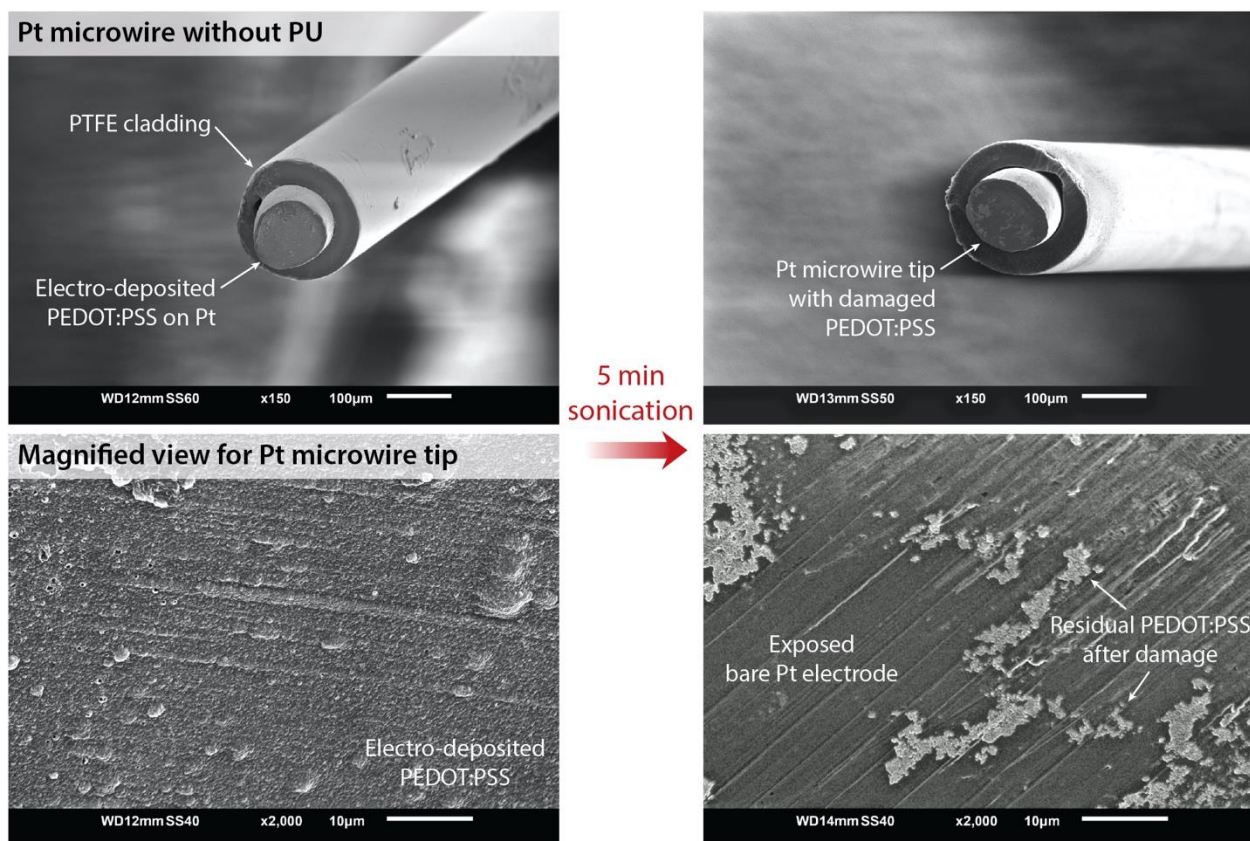 Pt microwire without PU
PTFE cladding
Electro-deposited
PEDOT:PSS on Pt
WD12mm SS60 x150 100µm
Pt microwire tip
with damaged
PEDOT:PSS
WD13mm SS50 x150 100µm
5 min
sonication
Magnified view for Pt microwire tip
Electro-deposited
PEDOT:PSS
WD12mm SS40 x2,000 10µm
Exposed
bare Pt electrode
Residual PEDOT:PSS
after damage
WD14mm SS40 x2,000 10µm